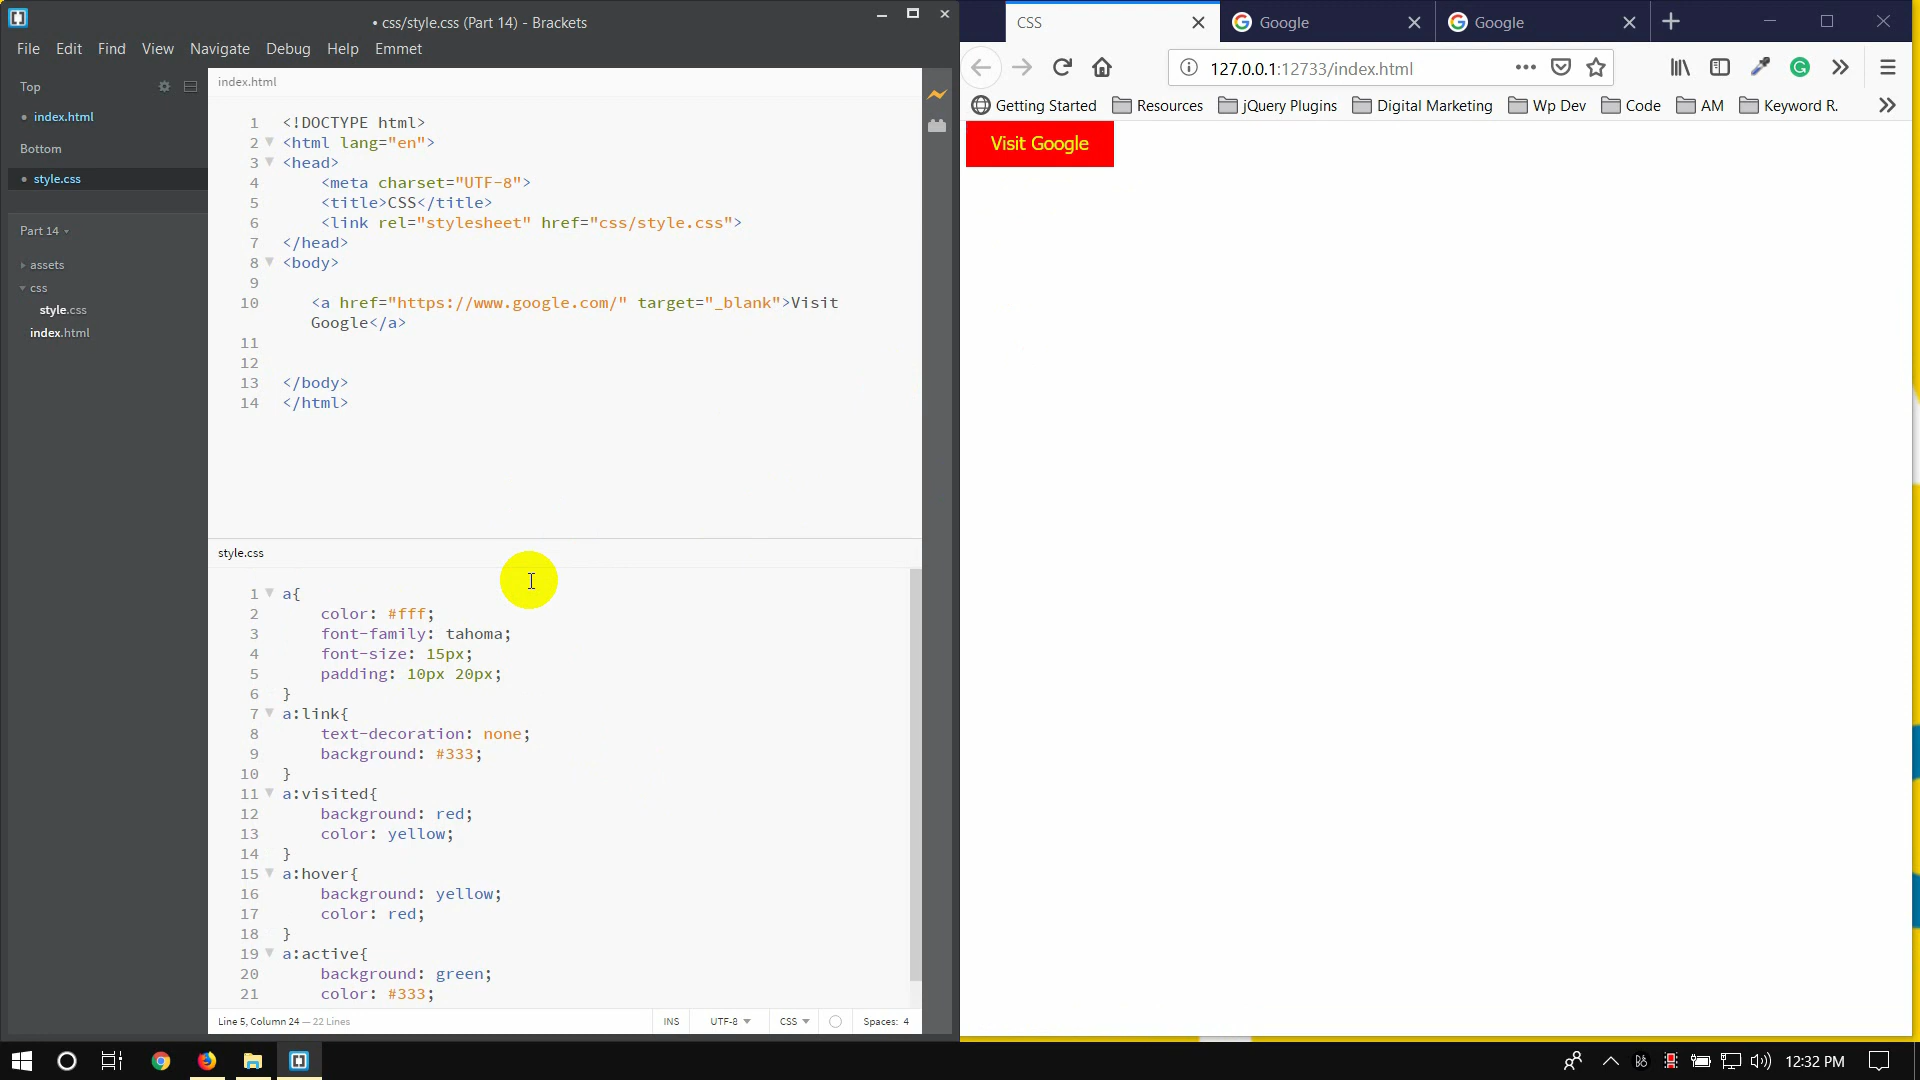 • css/style.css (Part 14) - Brackets
File Edit Find View Navigate Debug Help Emmet
Top
• index.html
Bottom
• style.css
Part 14
assets
css
style.css
index.html
index.html
1 <!DOCTYPE html>
2 <html lang="en">
3 <head>
4 <meta charset="UTF-8">
5 <title>CSS</title>
6 <link rel="stylesheet" href="css/style.css">
7 </head>
8 <body>
9
10 <a href="https://www.google.com/" target="_blank">Visit
Google</a>
11
12
13 </body>
14 </html>
style.css
1 a{
2 color: #fff;
3 font-family: tahoma;
4 font-size: 15px;
5 padding: 10px 20px;
6 }
7 a:link{
8 text-decoration: none;
9 background: #333;
10 }
11 a:visited{
12 background: red;
13 color: yellow;
14 }
15 a:hover{
16 background: yellow;
17 color: red;
18 }
19 a:active{
20 background: green;
21 color: #333;
Line 5, Column 24 — 22 Lines INS UTF-8 CSS Spaces: 4
CSS Google Google
127.0.0.1:12733/index.html
Getting Started Resources jQuery Plugins Digital Marketing Wp Dev Code AM Keyword R.
Visit Google
12:32 PM